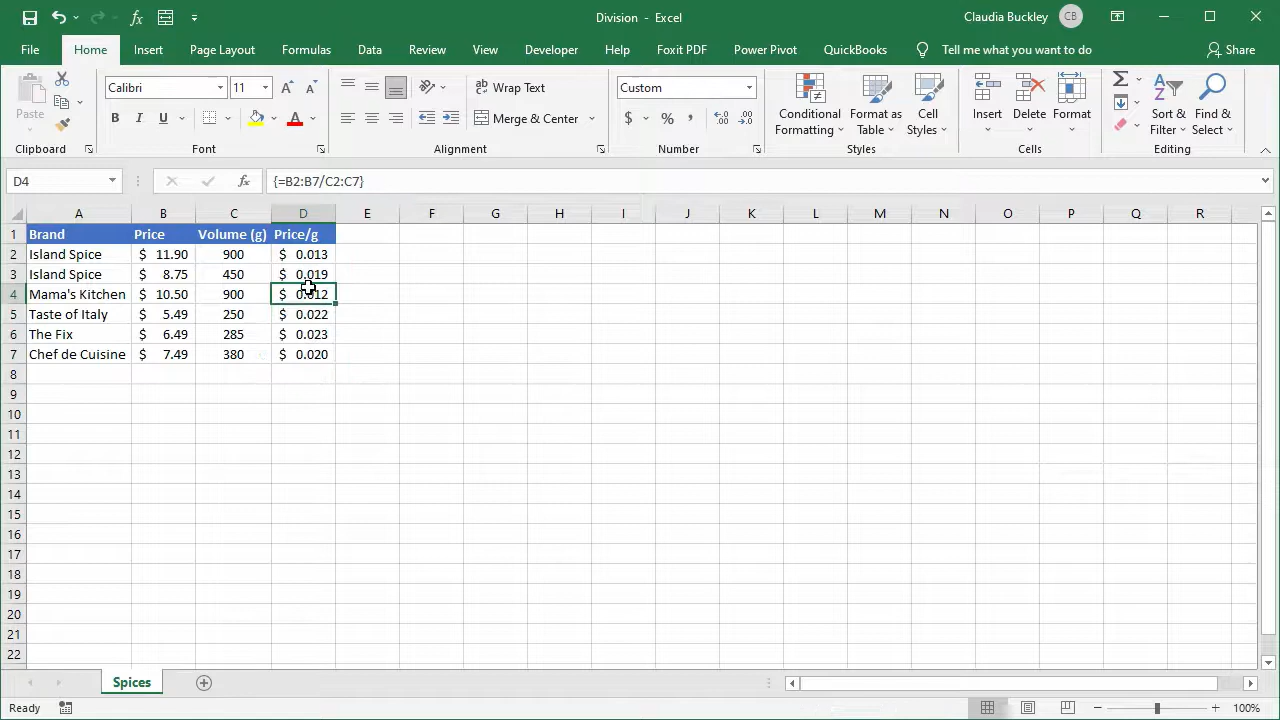 Division - Excel
Claudia Buckley CB
File Home Insert Page Layout Formulas Data Review View Developer Help Foxit PDF Power Pivot QuickBooks Tell me what you want to do Share
Paste
Calibri 11
B I U
Wrap Text
Merge & Center
Custom
$ % ,
Conditional Formatting
Format as Table
Cell Styles
Insert Delete Format
Sort & Filter
Find & Select
Clipboard Font Alignment Number Styles Cells Editing
D4 fx {=B2:B7/C2:C7}
A B C D E F G H I J K L M N O P Q R
1 Brand Price Volume (g) Price/g
2 Island Spice $ 11.90 900 $ 0.013
3 Island Spice $ 8.75 450 $ 0.019
4 Mama's Kitchen $ 10.50 900 $ 0.012
5 Taste of Italy $ 5.49 250 $ 0.022
6 The Fix $ 6.49 285 $ 0.023
7 Chef de Cuisine $ 7.49 380 $ 0.020
8
9
10
11
12
13
14
15
16
17
18
19
20
21
22
Spices
Ready 100%